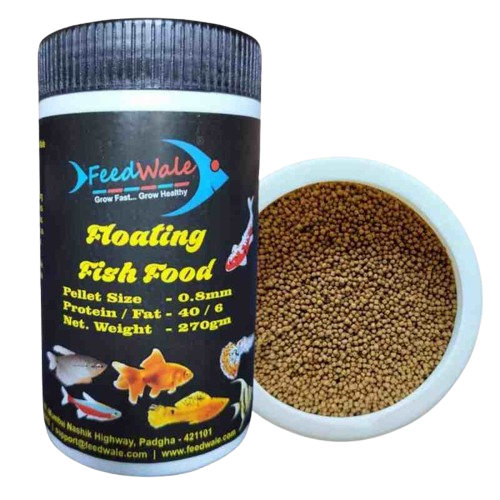 FeedWale
Grow Fast... Grow Healthy
Floating
Fish Food
Pellet Size - 0.8mm
Protein / Fat - 40 / 6
Net. Weight - 270gm
Nashik Highway, Padgha - 421101
support@feedwale.com | www.feedwale.com